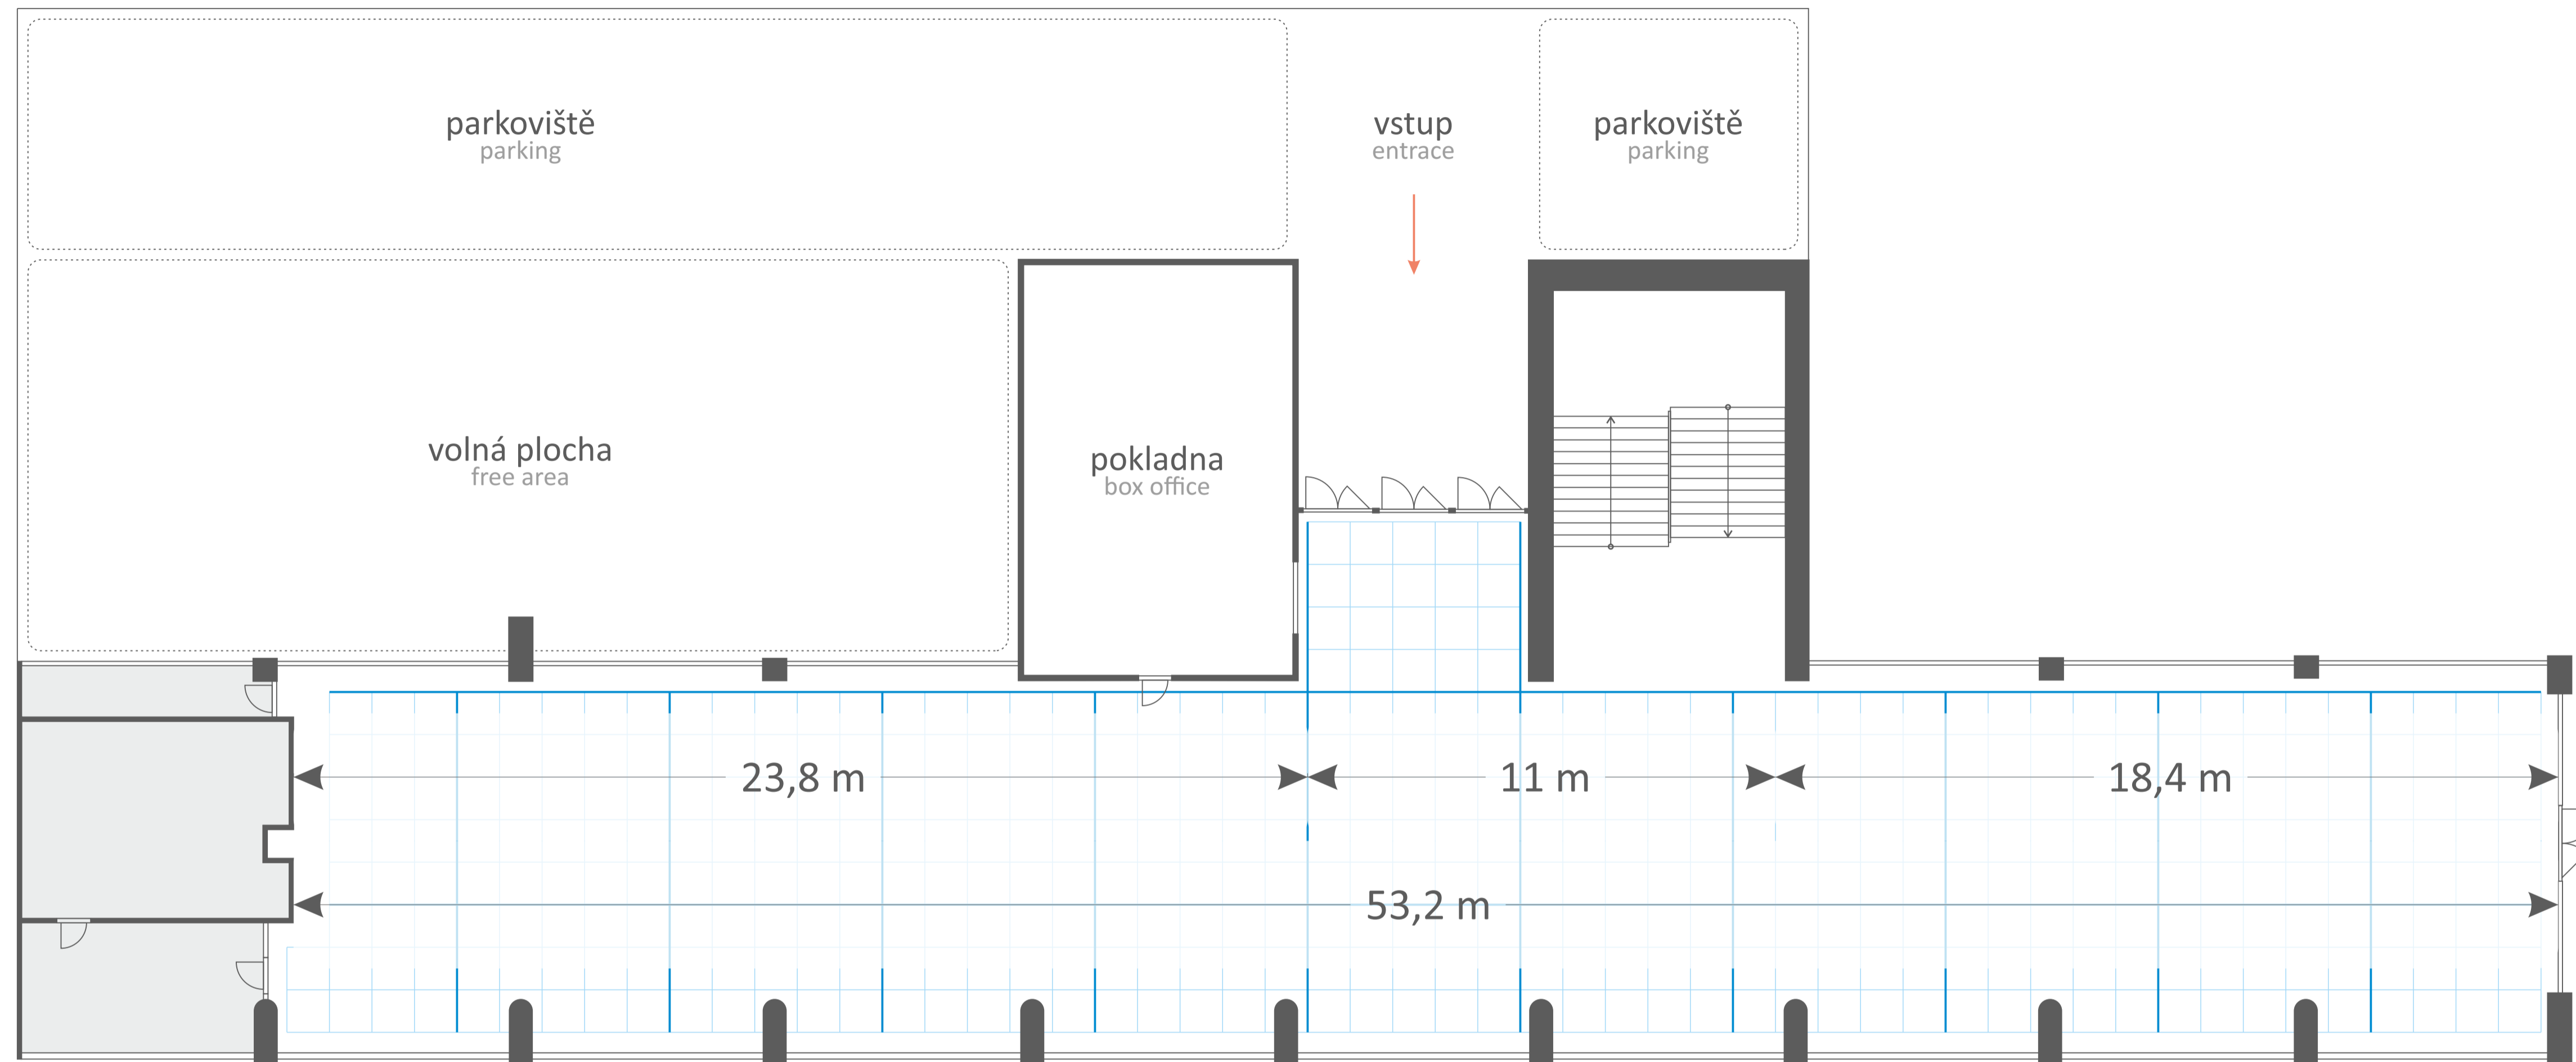 parkoviště
parking
vstup
entrace
parkoviště
parking
volná plocha
free area
pokladna
box office
23,8 m
11 m
18,4 m
53,2 m